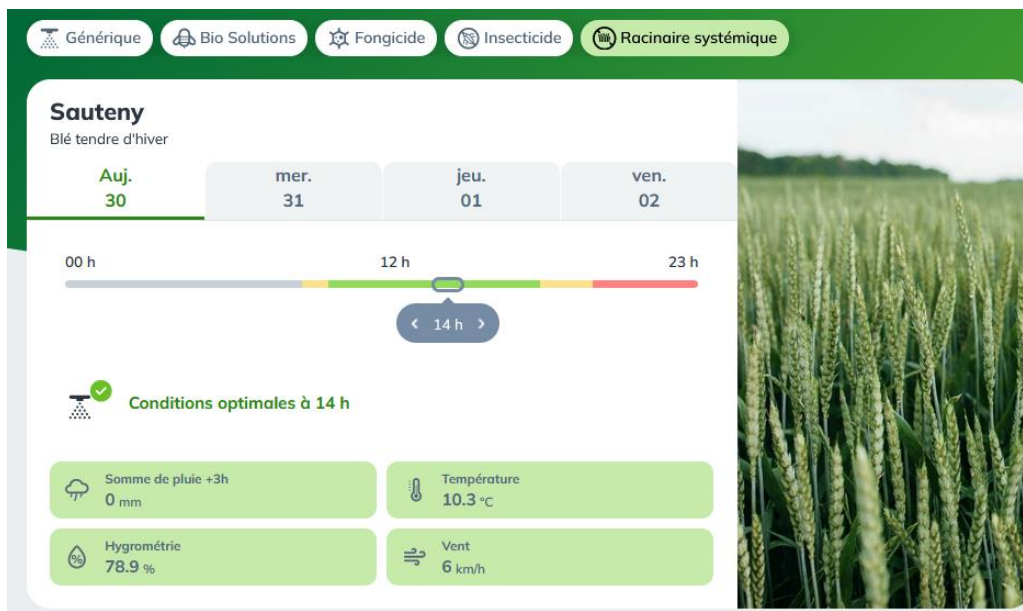 Générique Bio Solutions Fongicide Insecticide Racinaire systémique
Sauteny
Blé tendre d'hiver
Auj. mer. jeu. ven.
30 31 01 02
00 h 12 h 23 h
14 h
Conditions optimales à 14 h
Somme de pluie +3h Température
0 mm 10.3 °C
Hygrométrie Vent
78.9 % 6 km/h